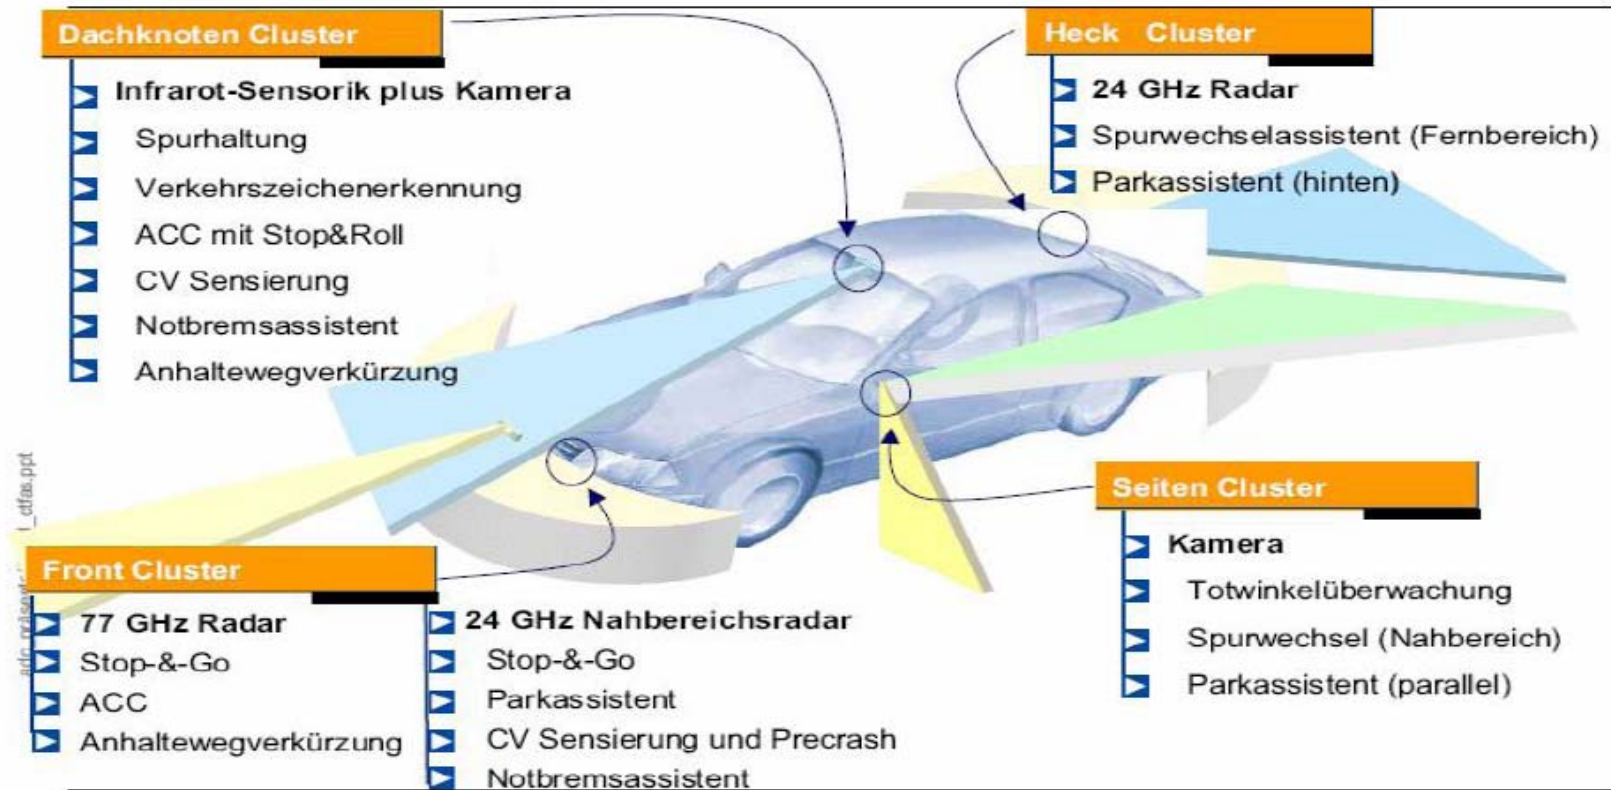 Dachknoten Cluster
Infrarot-Sensorik plus Kamera
Spurhaltung
Verkehrszeichenerkennung
ACC mit Stop&Roll
CV Sensierung
Notbremsassistent
Anhaltewegverkürzung
Heck Cluster
24 GHz Radar
Spurwechselassistent (Fernbereich)
Parkassistent (hinten)
Front Cluster
77 GHz Radar
Stop-&-Go
ACC
Anhaltewegverkürzung
24 GHz Nahbereichsradar
Stop-&-Go
Parkassistent
CV Sensierung und Precrash
Notbremsassistent
Seiten Cluster
Kamera
Totwinkelüberwachung
Spurwechsel (Nahbereich)
Parkassistent (parallel)